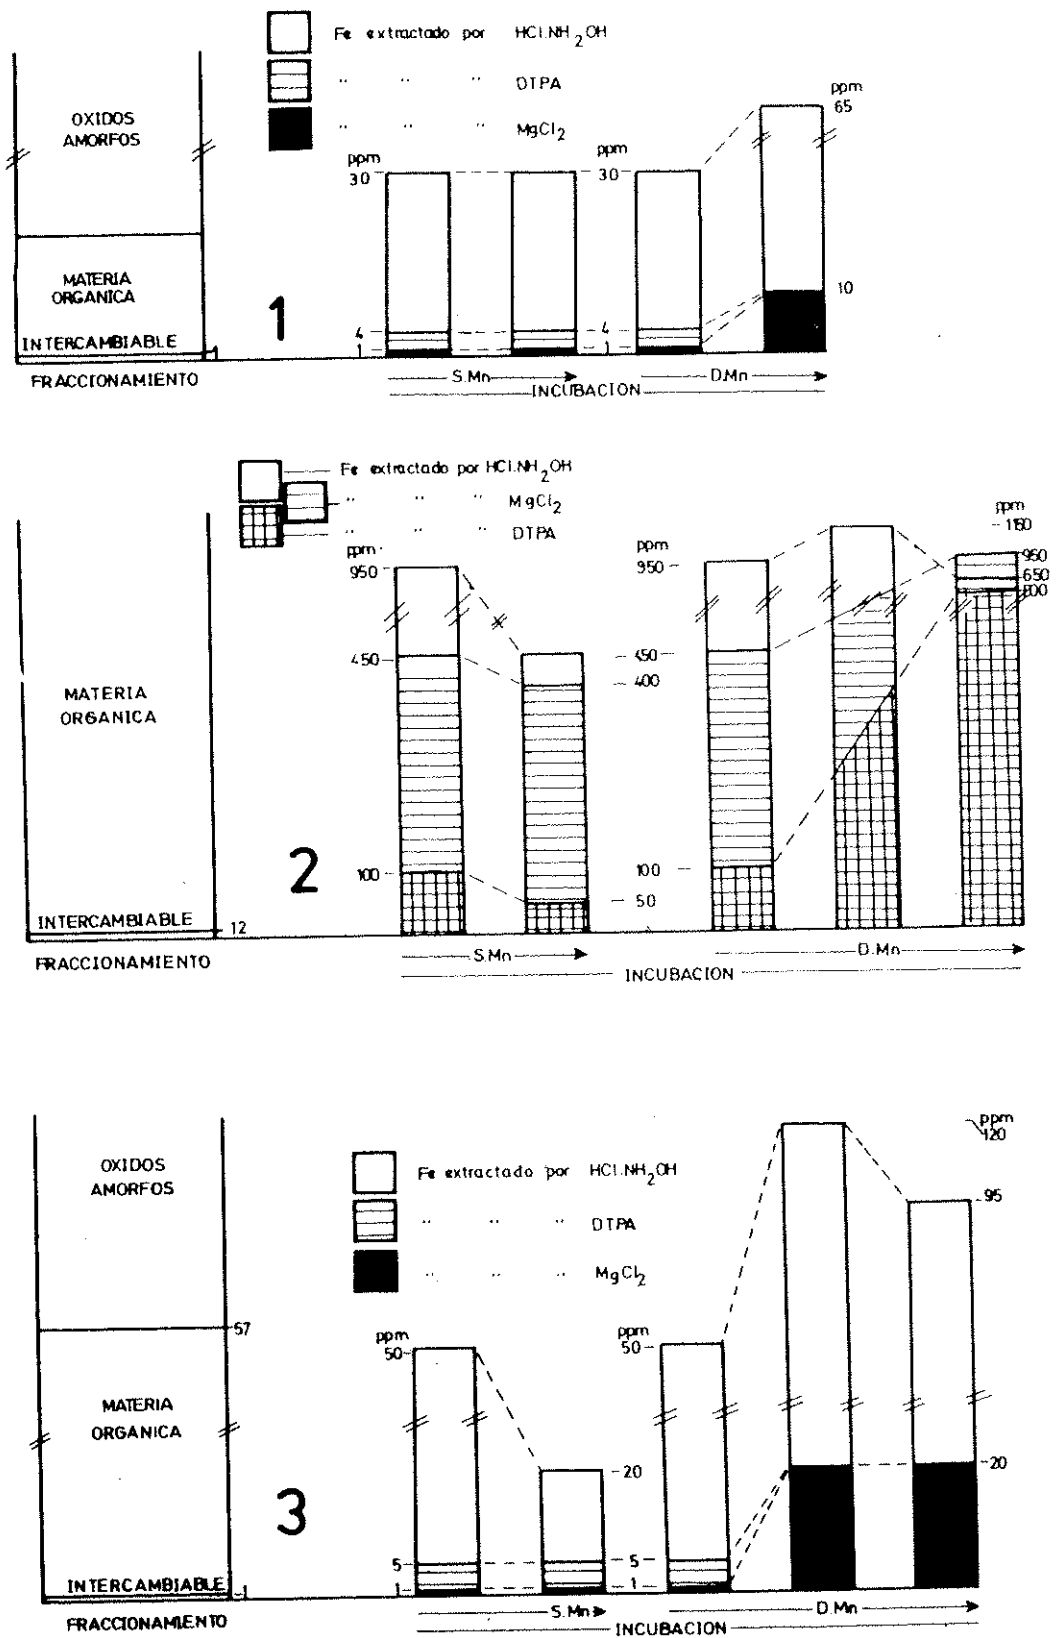 Fe extractado por HCl.NH2OH
" " " DTPA
" " " MgCl2
OXIDOS
AMORFOS
MATERIA
ORGANICA
INTERCAMBIABLE
1
FRACCIONAMIENTO
1
ppm
30
4
1
ppm
30
4
1
ppm
65
10
S.Mn
D.Mn
INCUBACION
Fe extractado por HCl.NH2OH
" " " MgCl2
" " " DTPA
MATERIA
ORGANICA
INTERCAMBIABLE
12
FRACCIONAMIENTO
2
ppm
950
450
100
450
400
50
ppm
950
100
ppm
1150
950
650
S.Mn
D.Mn
INCUBACION
OXIDOS
AMORFOS
57
MATERIA
ORGANICA
INTERCAMBIABLE
1
FRACCIONAMIENTO
3
Fe extractado por HCl.NH2OH
" " " DTPA
" " " MgCl2
ppm
50
5
1
20
ppm
50
5
1
ppm
120
95
20
S.Mn
D.Mn
INCUBACION